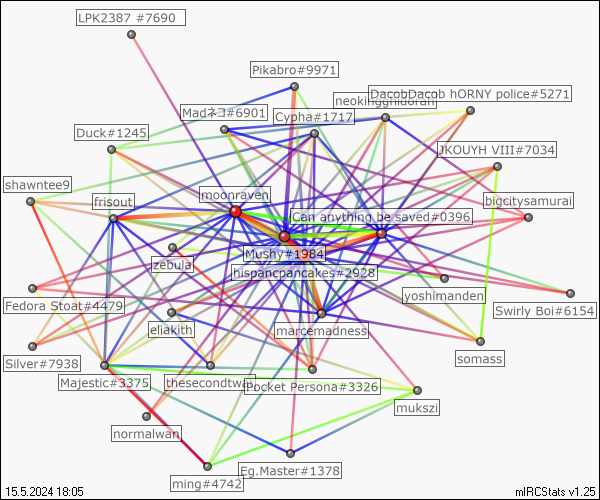 LPK2387 #7690
Pikabro#9971
DacobDacob hORNY police#5271
neokingghidorah
Madネコ#6901
Cypha#1717
Duck#1245
JKOUYH VIII#7034
shawntee9
frisout
moonraven
bigcitysamurai
Can anything be saved#0396
Mushy#1984
zebula
hispancpancakes#2928
yoshimanden
Fedora Stoat#4479
Swirly Boi#6154
eliakith
marcemadness
Silver#7938
somass
Majestic#3375
thesecondtwin
Pocket Persona#3326
mukszi
normalwan
Eg.Master#1378
ming#4742
15.5.2024 18:05
mIRCStats v1.25